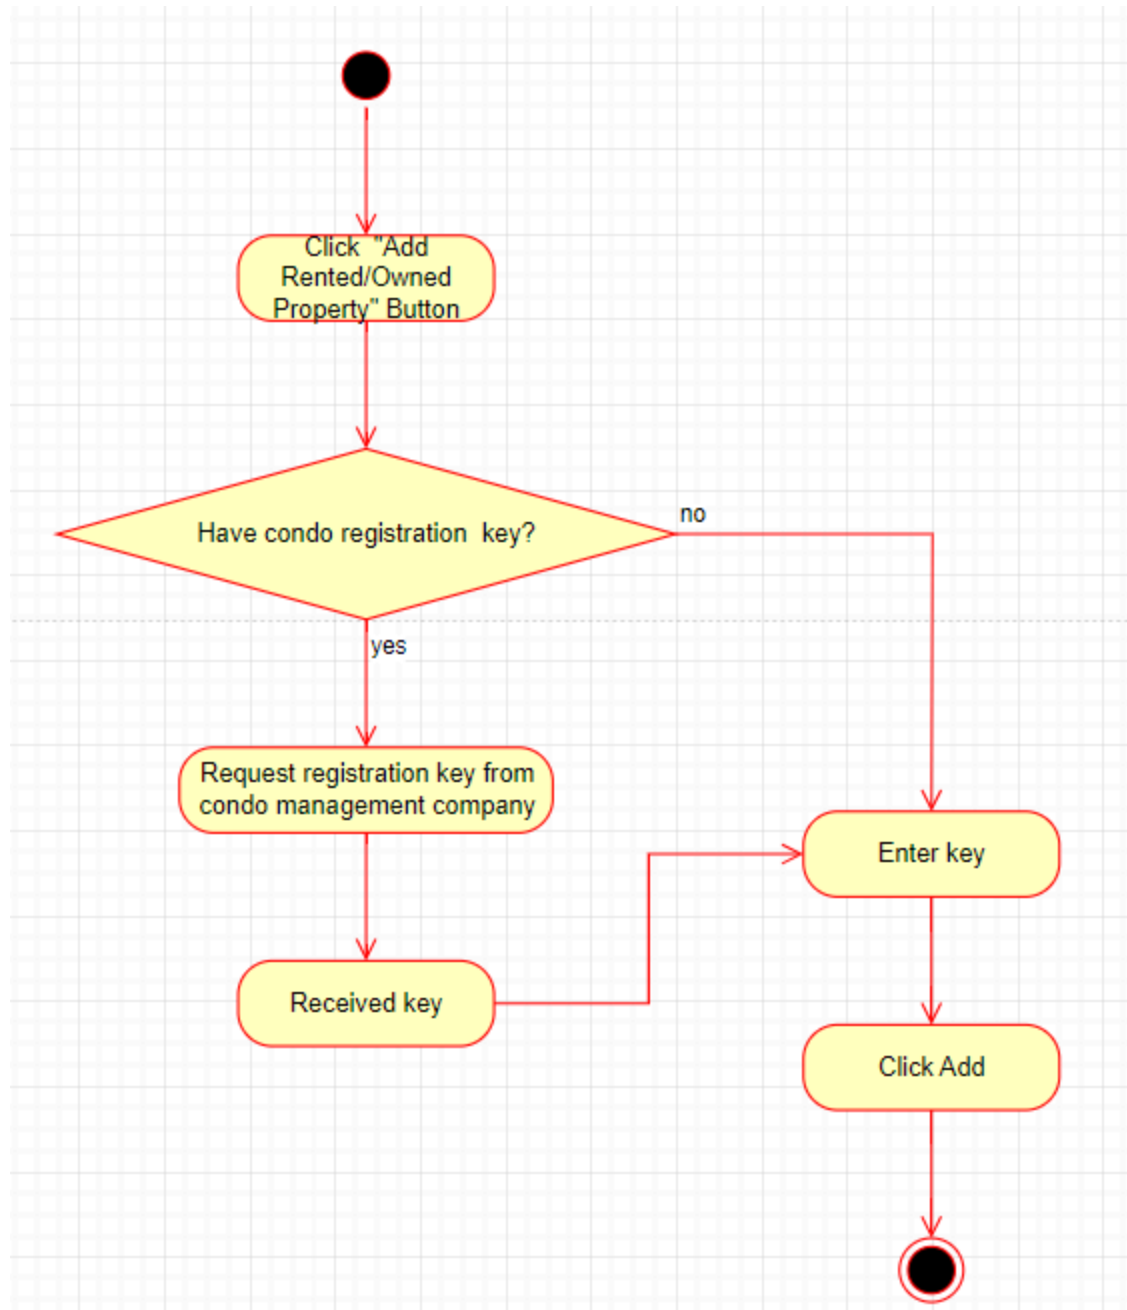 Click "Add
Rented/Owned
Property" Button
Have condo registration key?
no
yes
Request registration key from
condo management company
Enter key
Received key
Click Add